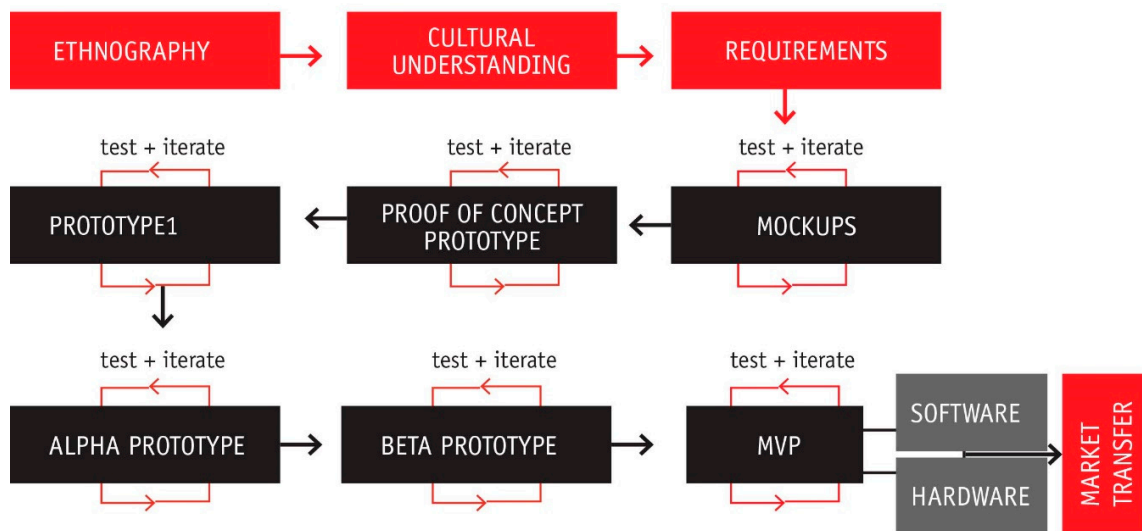 ETHNOGRAPHY
CULTURAL
UNDERSTANDING
REQUIREMENTS
test + iterate
test + iterate
test + iterate
PROTOTYPE1
PROOF OF CONCEPT
PROTOTYPE
MOCKUPS
test + iterate
test + iterate
test + iterate
ALPHA PROTOTYPE
BETA PROTOTYPE
MVP
SOFTWARE
HARDWARE
MARKET
TRANSFER